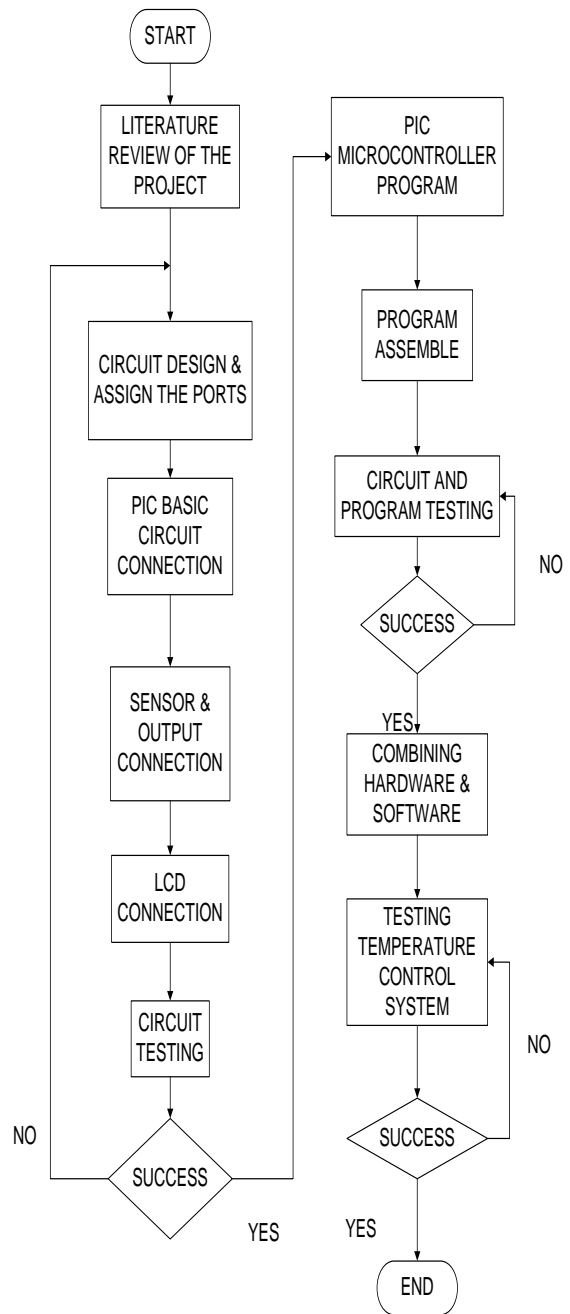 START
LITERATURE
REVIEW OF THE
PROJECT
CIRCUIT DESIGN &
ASSIGN THE PORTS
PIC BASIC
CIRCUIT
CONNECTION
SENSOR &
OUTPUT
CONNECTION
LCD
CONNECTION
CIRCUIT
TESTING
SUCCESS
NO
YES
PIC
MICROCONTROLLER
PROGRAM
PROGRAM
ASSEMBLE
CIRCUIT AND
PROGRAM TESTING
SUCCESS
NO
YES
COMBINING
HARDWARE &
SOFTWARE
TESTING
TEMPERATURE
CONTROL
SYSTEM
SUCCESS
NO
YES
END